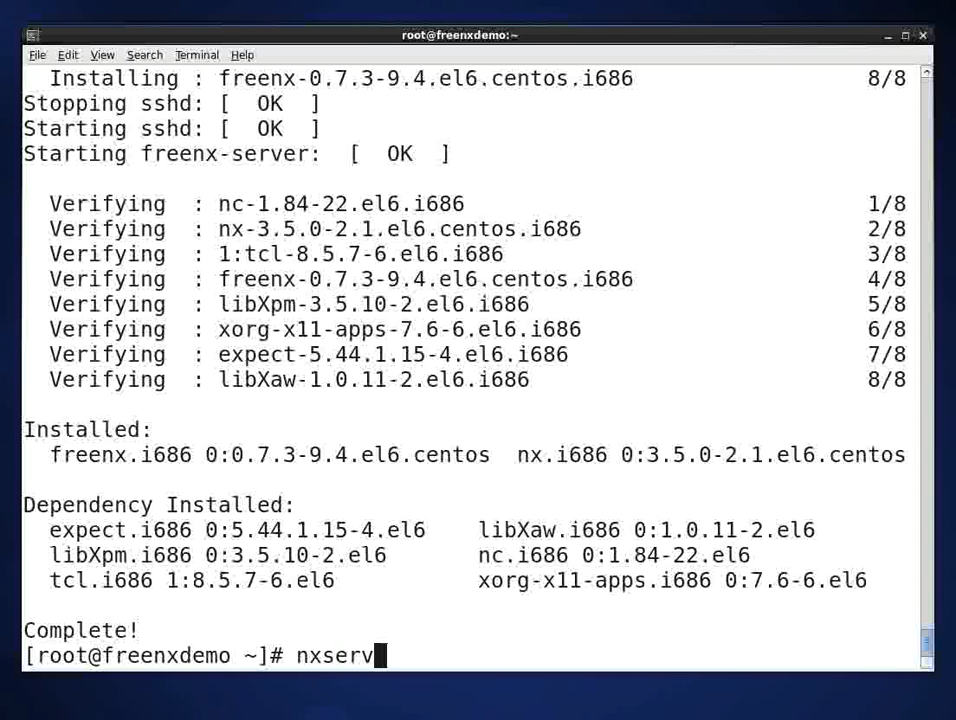 root@freenxdemo:~
File Edit View Search Terminal Help
Installing : freenx-0.7.3-9.4.el6.centos.i686 8/8
Stopping sshd: [ OK ]
Starting sshd: [ OK ]
Starting freenx-server: [ OK ]
Verifying : nc-1.84-22.el6.i686 1/8
Verifying : nx-3.5.0-2.1.el6.centos.i686 2/8
Verifying : 1:tcl-8.5.7-6.el6.i686 3/8
Verifying : freenx-0.7.3-9.4.el6.centos.i686 4/8
Verifying : libXpm-3.5.10-2.el6.i686 5/8
Verifying : xorg-x11-apps-7.6-6.el6.i686 6/8
Verifying : expect-5.44.1.15-4.el6.i686 7/8
Verifying : libXaw-1.0.11-2.el6.i686 8/8
Installed:
freenx.i686 0:0.7.3-9.4.el6.centos nx.i686 0:3.5.0-2.1.el6.centos
Dependency Installed:
expect.i686 0:5.44.1.15-4.el6 libXaw.i686 0:1.0.11-2.el6
libXpm.i686 0:3.5.10-2.el6 nc.i686 0:1.84-22.el6
tcl.i686 1:8.5.7-6.el6 xorg-x11-apps.i686 0:7.6-6.el6
Complete!
[root@freenxdemo ~]# nxserv